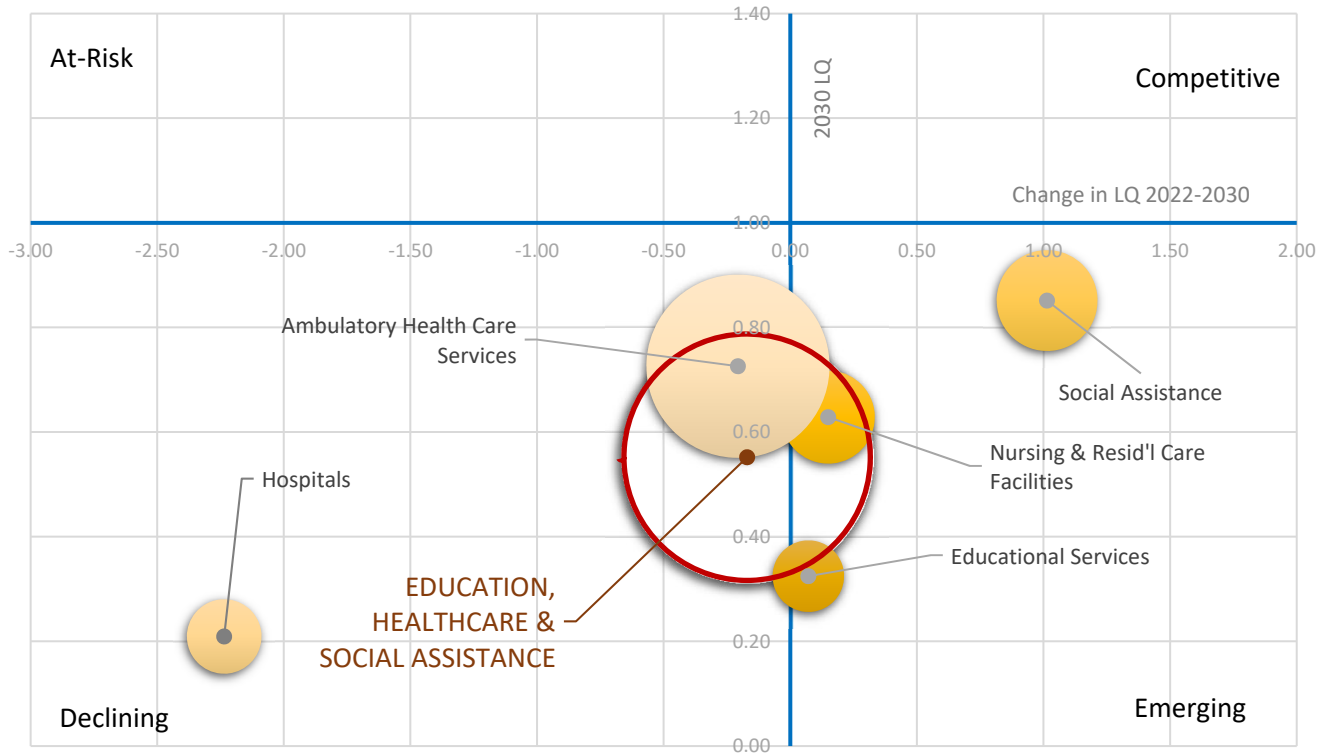 1.40
At-Risk
2030 LQ
Competitive
1.20
Change in LQ 2022-2030
1.00
-3.00 -2.50 -2.00 -1.50 -1.00 -0.50 0.00 0.50 1.00 1.50 2.00
Ambulatory Health Care
Services
0.80
Social Assistance
0.60
Nursing & Resid'l Care
Facilities
Hospitals
0.40
Educational Services
EDUCATION,
HEALTHCARE &
SOCIAL ASSISTANCE
0.20
Declining
Emerging
0.00